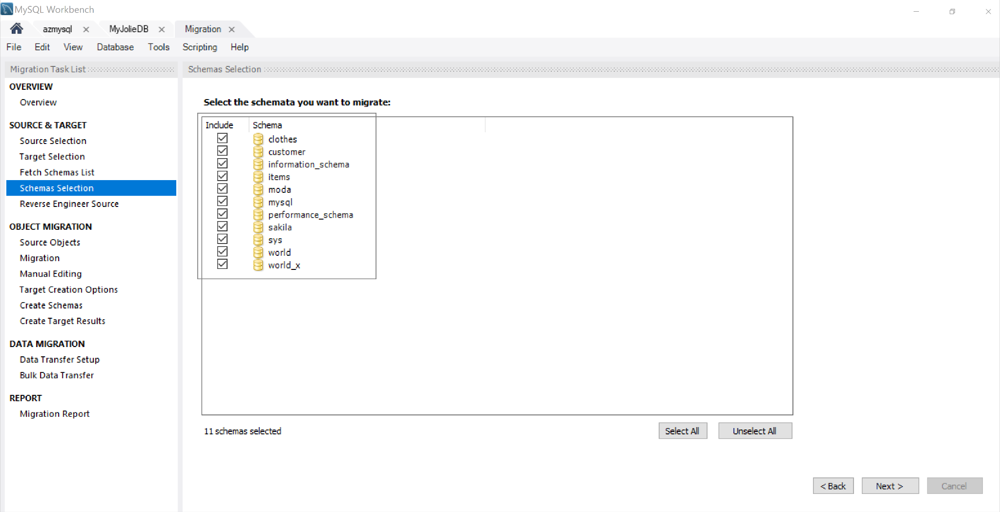 MySQL Workbench
azmysql
MyJolieDB
Migration
File Edit View Database Tools Scripting Help
Migration Task List
OVERVIEW
Overview
SOURCE & TARGET
Source Selection
Target Selection
Fetch Schemas List
Schemas Selection
Reverse Engineer Source
OBJECT MIGRATION
Source Objects
Migration
Manual Editing
Target Creation Options
Create Schemas
Create Target Results
DATA MIGRATION
Data Transfer Setup
Bulk Data Transfer
REPORT
Migration Report
Schemas Selection
Select the schemata you want to migrate:
Include Schema
clothes
customer
information_schema
items
moda
mysql
performance_schema
sakila
sys
world
world_x
11 schemas selected
Select All
Unselect All
< Back
Next >
Cancel